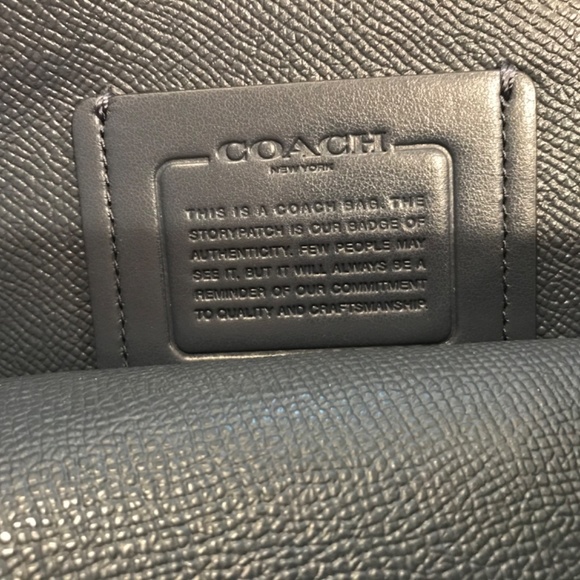 COACH
NEW YORK
THIS IS A COACH BAG. THE
STORYPATCH IS OUR BADGE OF
AUTHENTICITY. FEW PEOPLE MAY
SEE IT, BUT IT WILL ALWAYS BE A
REMINDER OF OUR COMMITMENT
TO QUALITY AND CRAFTSMANSHIP